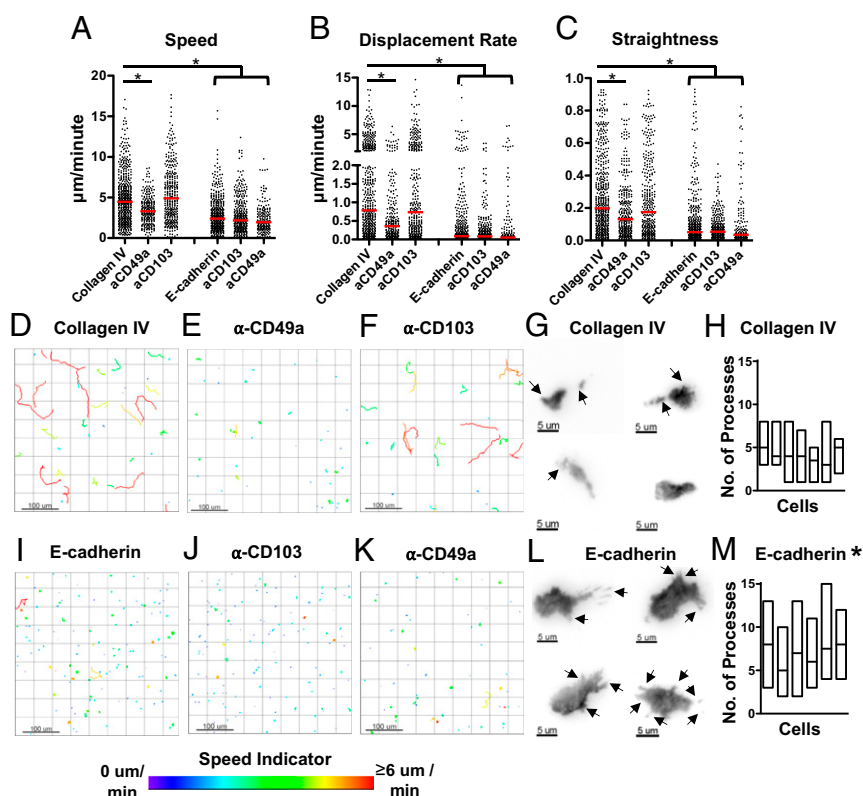 A
Speed
B
Displacement Rate
C
Straightness
*
*
*
*
*
*
µm/minute
20
15
10
5
0
µm/minute
15
10
5
2.0
1.5
1.0
0.5
0.0
1.0
0.8
0.6
0.4
0.2
0.0
Collagen IV
aCD49a
aCD103
E-cadherin
aCD103
aCD49a
Collagen IV
aCD49a
aCD103
E-cadherin
aCD103
aCD49a
Collagen IV
aCD49a
aCD103
E-cadherin
aCD103
aCD49a
D
Collagen IV
100 um
E
α-CD49a
100 um
F
α-CD103
100 um
G
Collagen IV
5 um
5 um
5 um
5 um
H
Collagen IV
No. of Processes
15
10
5
0
Cells
I
E-cadherin
100 um
J
α-CD103
100 um
K
α-CD49a
100 um
L
E-cadherin
5 um
5 um
5 um
5 um
M
E-cadherin *
No. of Processes
15
10
5
0
Cells
Speed Indicator
0 um/
min
≥6 um /
min